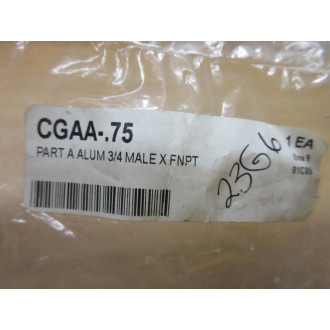 CGAA-.75
PART A ALUM 3/4 MALE X FNPT
2366
1 EA